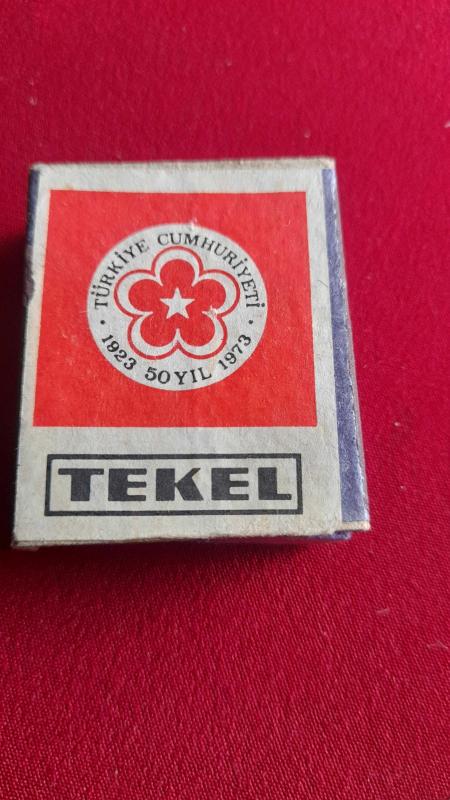 · TÜRKİYE CUMHURİYETİ ·
1923 50 YIL 1973
TEKEL